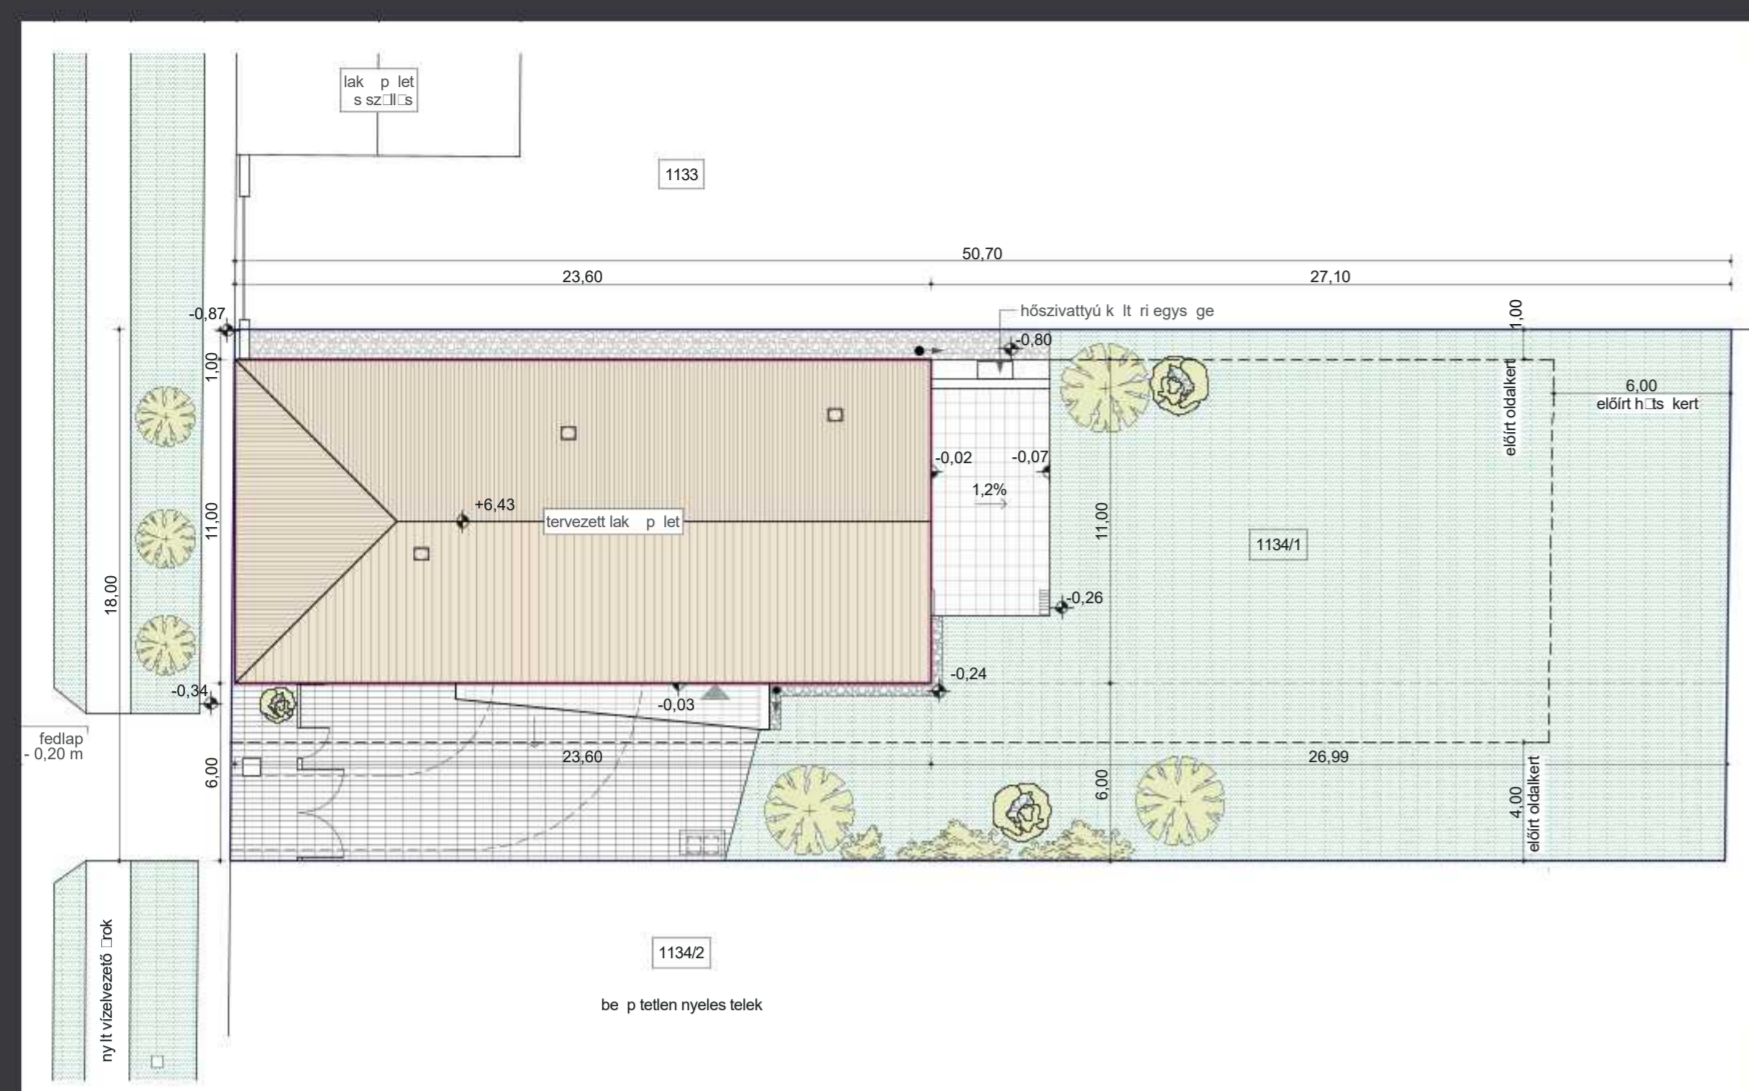 lak p let
s sz□ll□s
1133
50,70
23,60
27,10
hőszivattyú k lt ri egys ge
-0,87
-0,80
1,00
1,00
előírt oldalkert
6,00
előírt h□ts kert
-0,02
-0,07
1,2%
+6,43
tervezett lak p let
11,00
11,00
1134/1
18,00
-0,26
-0,24
-0,34
-0,03
fedlap
- 0,20 m
23,60
26,99
6,00
6,00
4,00
előírt oldalkert
1134/2
be p tetlen nyeles telek
ny lt vízelvezető □rok